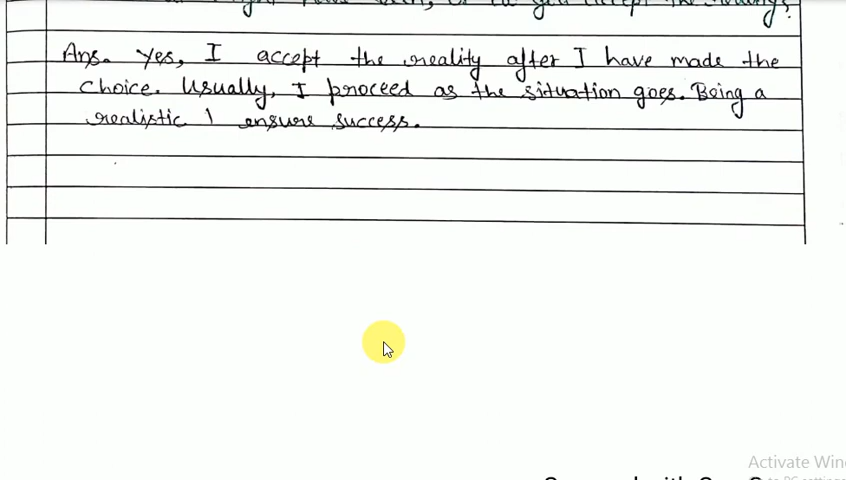 Ans. Yes, I accept the reality after I have made the
choice. Usually, I proceed as the situation goes. Being a
realistic I ensure success.
Activate Win